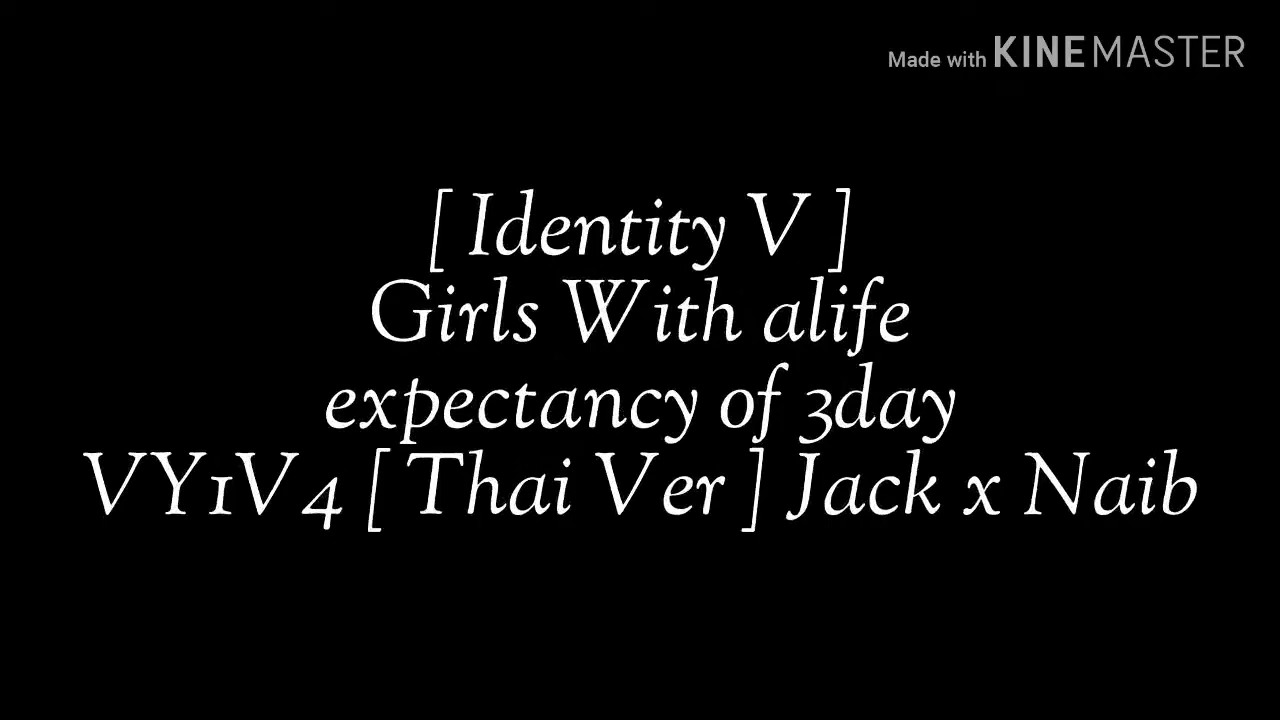 Made with KINEMASTER
[ Identity V ]
Girls With alife
expectancy of 3day
VY1V4 [ Thai Ver ] Jack x Naib